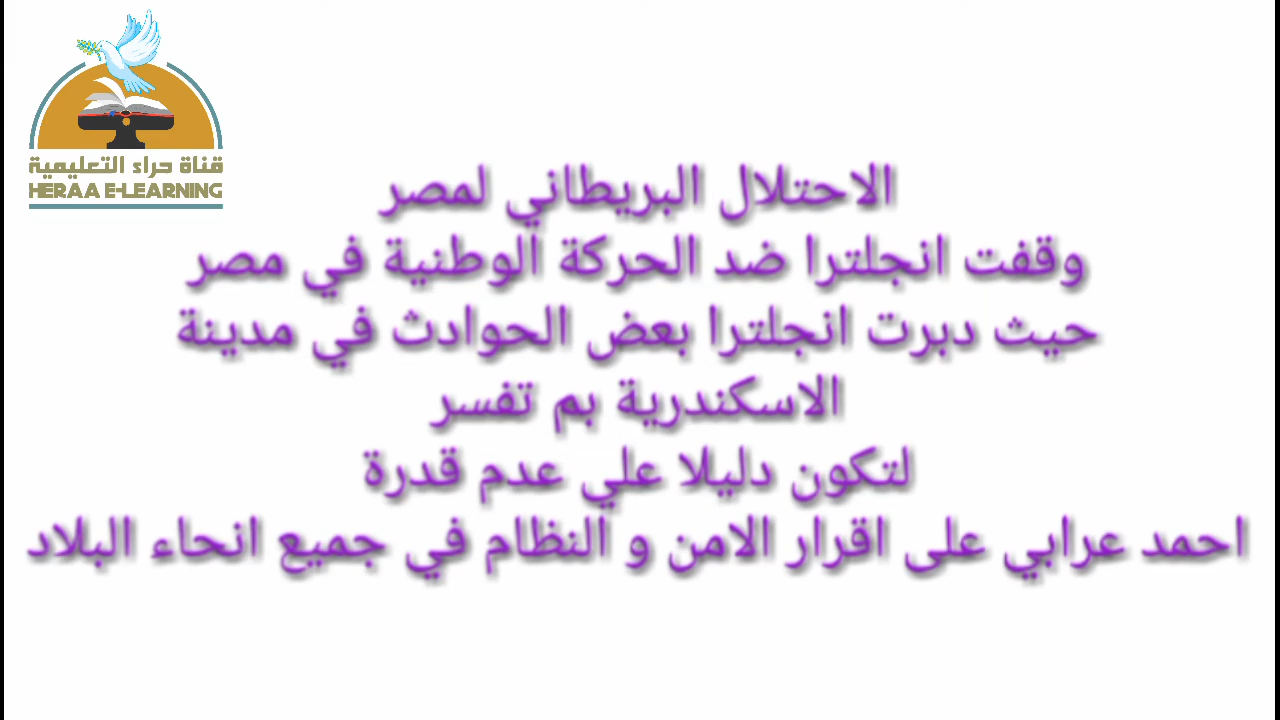 قناة حراء التعليمية
HERAA E-LEARNING
الاحتلال البريطاني لمصر
وقفت انجلترا ضد الحركة الوطنية في مصر
حيث دبرت انجلترا بعض الحوادث في مدينة
الاسكندرية بم تفسر
لتكون دليلا علي عدم قدرة
احمد عرابي على اقرار الامن و النظام في جميع انحاء البلاد